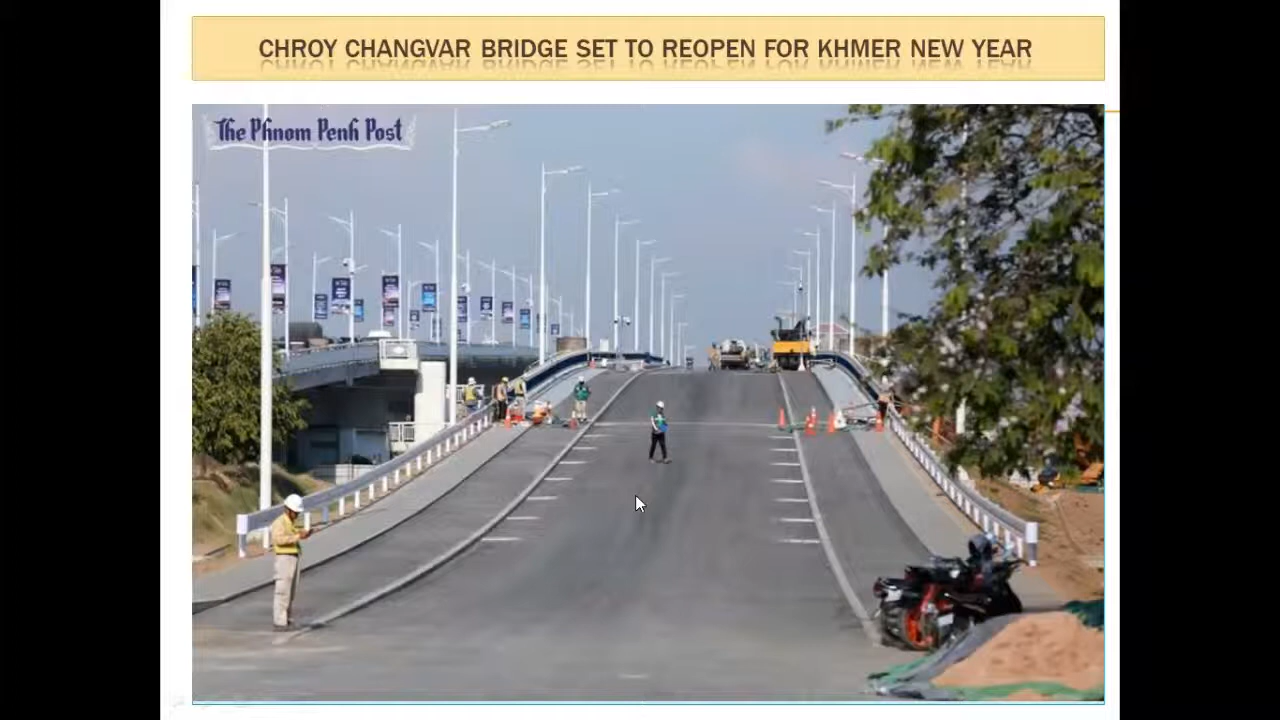 CHROY CHANGVAR BRIDGE SET TO REOPEN FOR KHMER NEW YEAR
The Phnom Penh Post